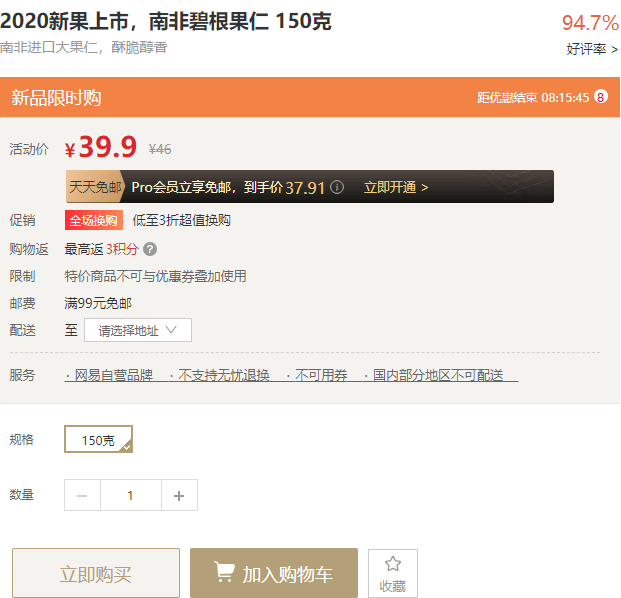 2020新果上市，南非碧根果仁 150克
94.7%
南非进口大果仁，酥脆醇香
好评率 >
新品限时购
距优惠结束 08:15:45 8
活动价 ¥39.9 ¥46
天天免邮 Pro会员立享免邮，到手价37.91 立即开通 >
促销 全场换购 低至3折超值换购
购物返 最高返 3积分 ?
限制 特价商品不可与优惠券叠加使用
邮费 满99元免邮
配送 至 请选择地址
服务 · 网易自营品牌 · 不支持无忧退换 · 不可用券 · 国内部分地区不可配送
规格 150克
数量 − 1 +
立即购买 加入购物车 收藏